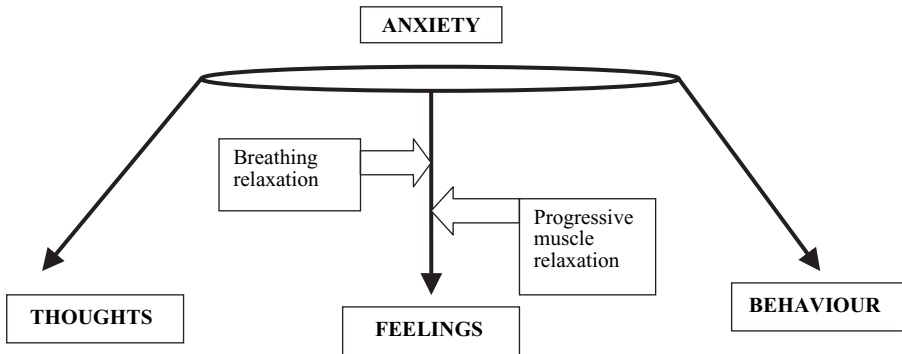 ANXIETY
Breathing
relaxation
Progressive
muscle
relaxation
THOUGHTS
FEELINGS
BEHAVIOUR